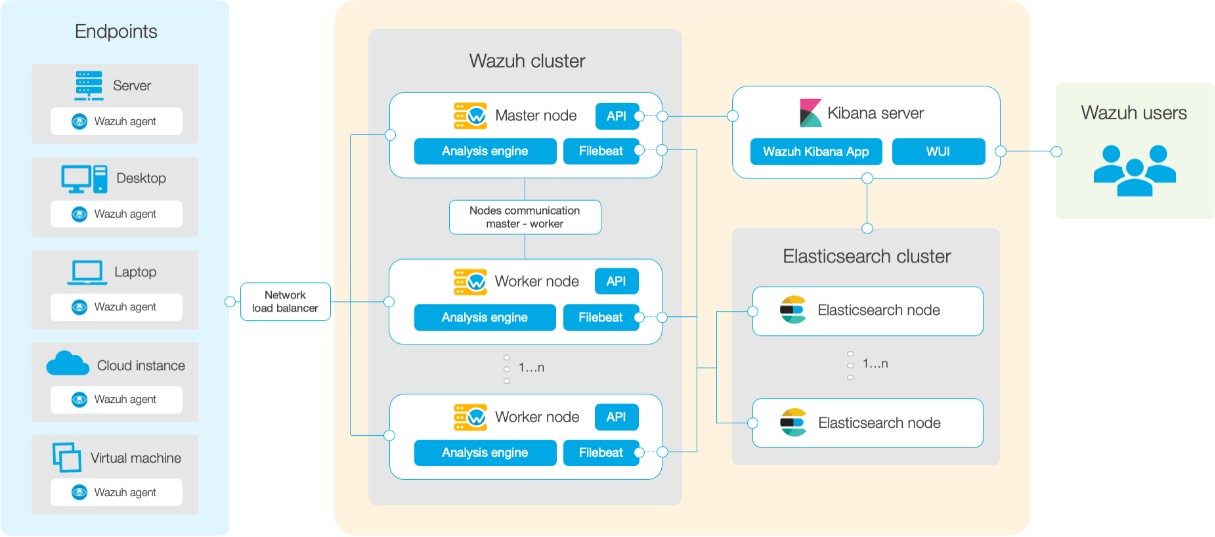 Endpoints
Server
Wazuh agent
Desktop
Wazuh agent
Laptop
Wazuh agent
Cloud instance
Wazuh agent
Virtual machine
Wazuh agent
Network
load balancer
Wazuh cluster
Master node
API
Analysis engine
Filebeat
Nodes communication
master - worker
Worker node
API
Analysis engine
Filebeat
1...n
Worker node
API
Analysis engine
Filebeat
Kibana server
Wazuh Kibana App
WUI
Elasticsearch cluster
Elasticsearch node
1...n
Elasticsearch node
Wazuh users